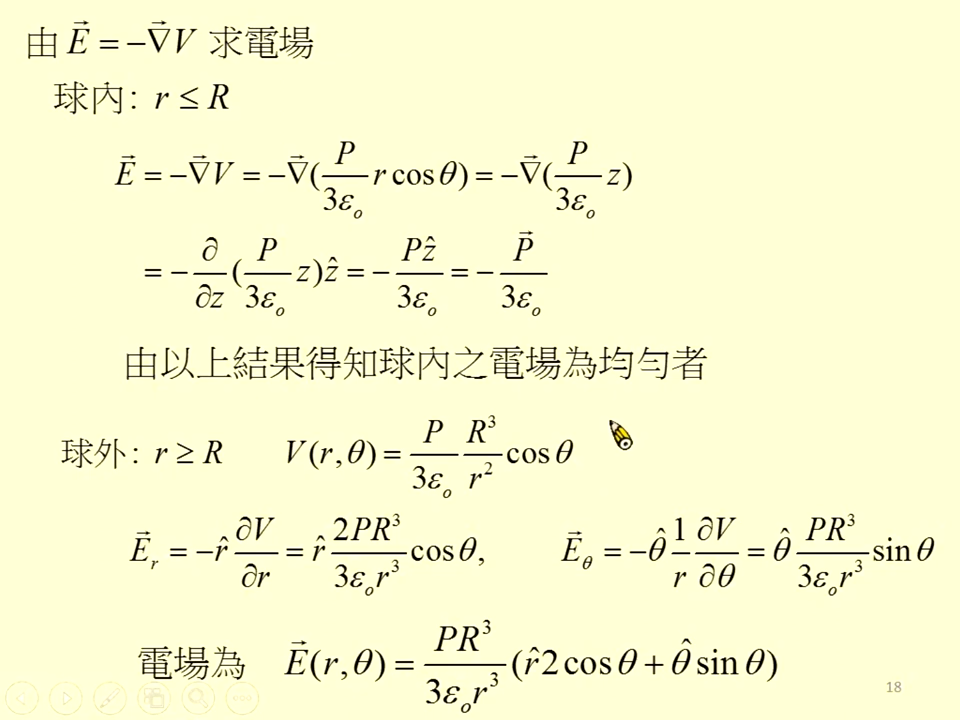 由 $\vec{E} = -\vec{\nabla}V$ 求電場
球內: $r \leq R$
$\vec{E} = -\vec{\nabla}V = -\vec{\nabla}(\frac{P}{3\varepsilon_o} r\cos\theta) = -\vec{\nabla}(\frac{P}{3\varepsilon_o} z)$
$= -\frac{\partial}{\partial z}(\frac{P}{3\varepsilon_o} z)\hat{z} = -\frac{P\hat{z}}{3\varepsilon_o} = -\frac{\vec{P}}{3\varepsilon_o}$
由以上結果得知球內之電場為均勻者
球外: $r \geq R$ $V(r,\theta) = \frac{P}{3\varepsilon_o} \frac{R^3}{r^2} \cos\theta$
$\vec{E}_r = -\hat{r}\frac{\partial V}{\partial r} = \hat{r}\frac{2PR^3}{3\varepsilon_o r^3}\cos\theta,$ $\vec{E}_\theta = -\hat{\theta}\frac{1}{r}\frac{\partial V}{\partial \theta} = \hat{\theta}\frac{PR^3}{3\varepsilon_o r^3}\sin\theta$
電場為 $\vec{E}(r,\theta) = \frac{PR^3}{3\varepsilon_o r^3}(\hat{r}2\cos\theta + \hat{\theta}\sin\theta)$
18